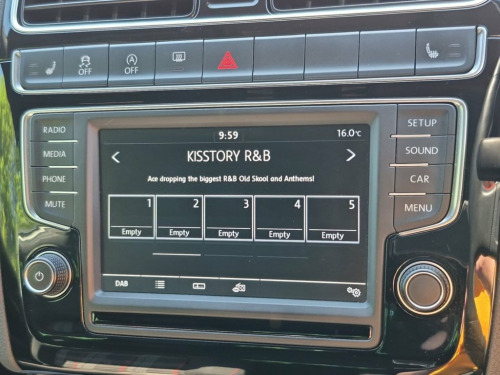 OFF OFF
RADIO
MEDIA
PHONE
MUTE
9:59 16.0°C
KISSTORY R&B
Ace dropping the biggest R&B Old Skool and Anthems!
1 2 3 4 5
Empty Empty Empty Empty Empty
DAB
SETUP
SOUND
CAR
MENU